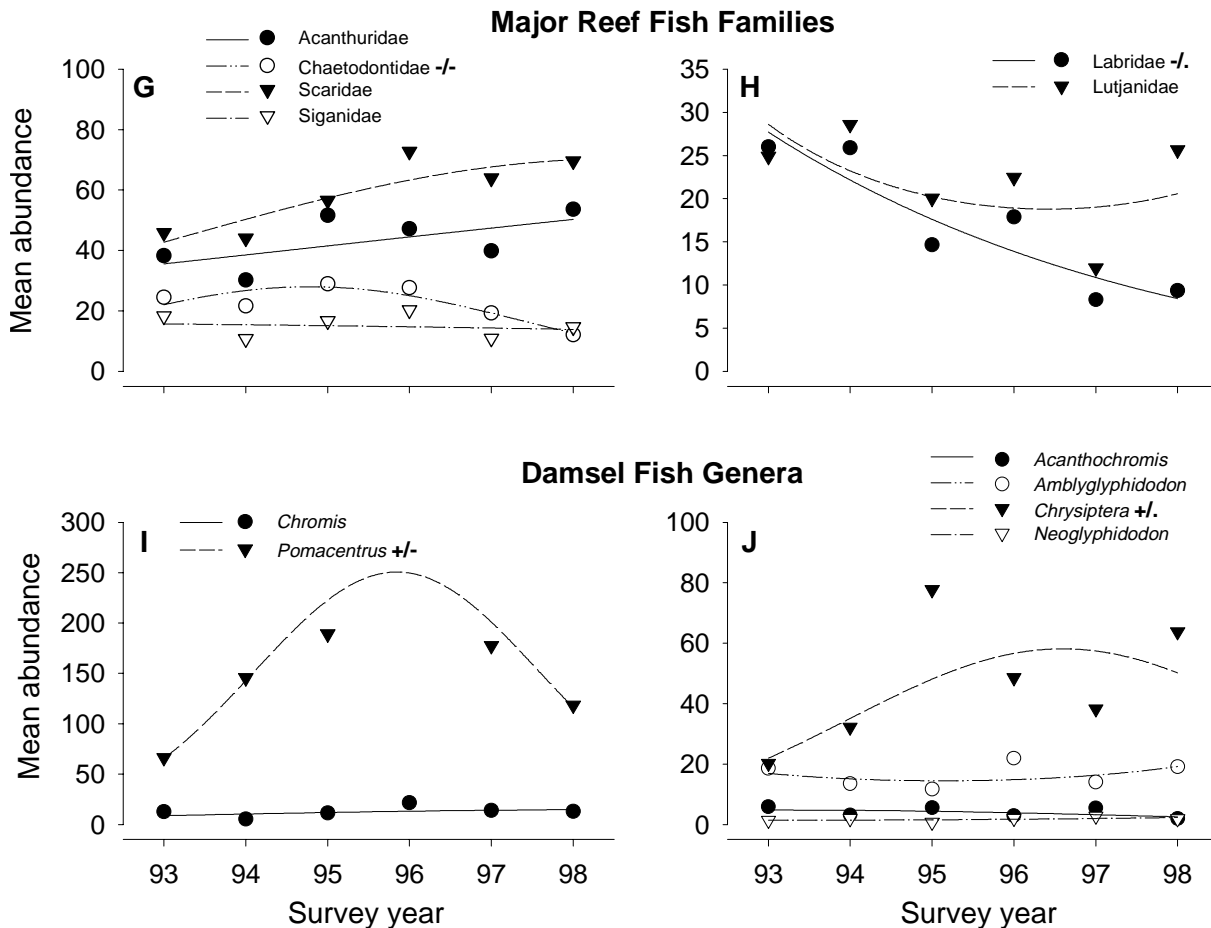 Major Reef Fish Families
G
Acanthuridae
Chaetodontidae -/-
Scaridae
Siganidae
Mean abundance
100
80
60
40
20
0
H
Labridae -/.
Lutjanidae
35
30
25
20
15
10
5
0
Damsel Fish Genera
I
Chromis
Pomacentrus +/-
Mean abundance
300
250
200
150
100
50
0
93 94 95 96 97 98
Survey year
J
Acanthochromis
Amblyglyphidodon
Chrysiptera +/.
Neoglyphidodon
100
80
60
40
20
0
93 94 95 96 97 98
Survey year